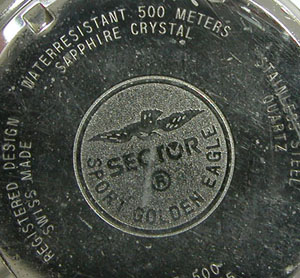 WATERRESISTANT 500 METERS
SAPPHIRE CRYSTAL
STAINLESS STEEL
QUARTZ
REGISTERED DESIGN
SWISS MADE
SECTOR
®
SPORT GOLDEN EAGLE